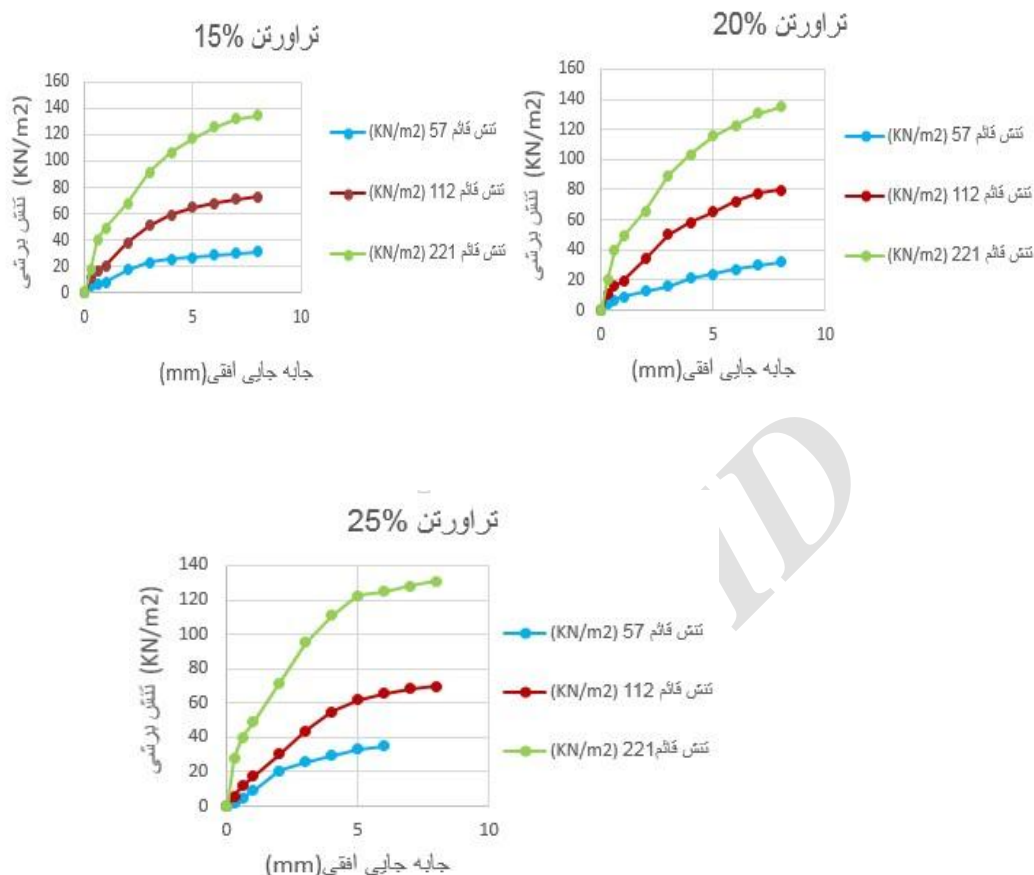 تراورتن %15
160
140
120
100
80
60
40
20
0
0
5
10
تنش برشی (KN/m2)
جابه جایی افقی(mm)
تنش قائم 57 (KN/m2)
تنش قائم 112 (KN/m2)
تنش قائم 221 (KN/m2)
تراورتن %20
160
140
120
100
80
60
40
20
0
0
5
10
تنش برشی (KN/m2)
جابه جایی افقی(mm)
تنش قائم 57 (KN/m2)
تنش قائم 112 (KN/m2)
تنش قائم 221 (KN/m2)
تراورتن %25
140
120
100
80
60
40
20
0
0
5
10
تنش برشی (KN/m2)
جابه جایی افقی(mm)
تنش قائم 57 (KN/m2)
تنش قائم 112 (KN/m2)
تنش قائم221 (KN/m2)